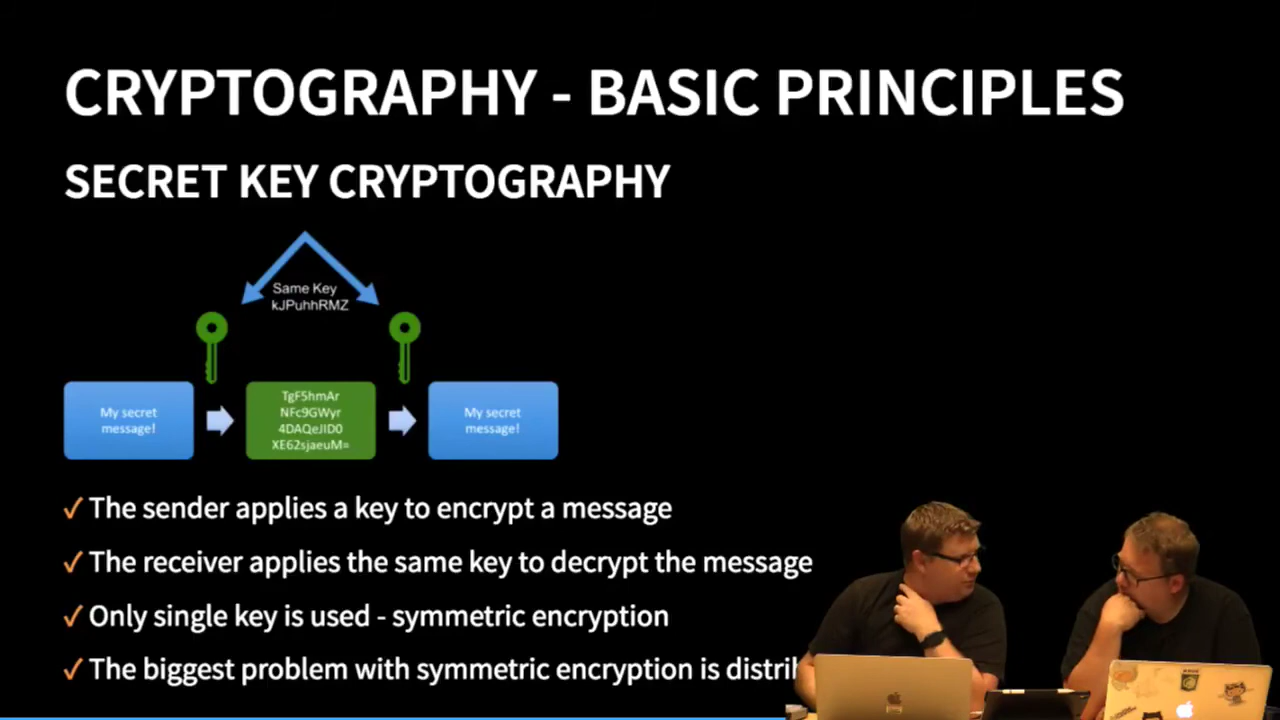 CRYPTOGRAPHY - BASIC PRINCIPLES
SECRET KEY CRYPTOGRAPHY
Same Key
kJPuhhRMZ
My secret
message!
TgF5hmAr
NFc9GWyr
4DAQeJID0
XE62sjaeuM=
My secret
message!
✓ The sender applies a key to encrypt a message
✓ The receiver applies the same key to decrypt the message
✓ Only single key is used - symmetric encryption
✓ The biggest problem with symmetric encryption is